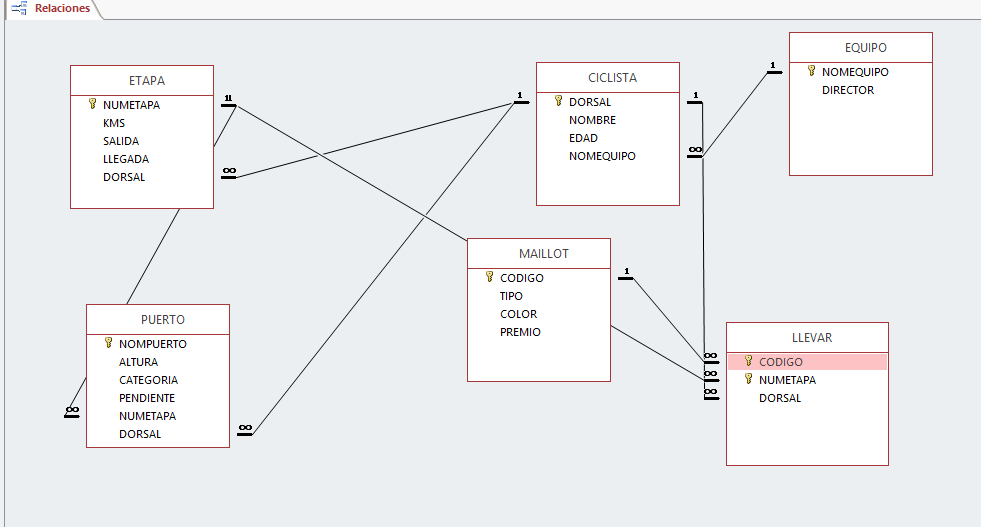 Relaciones
ETAPA
NUMETAPA
KMS
SALIDA
LLEGADA
DORSAL
CICLISTA
DORSAL
NOMBRE
EDAD
NOMEQUIPO
EQUIPO
NOMEQUIPO
DIRECTOR
MAILLOT
CODIGO
TIPO
COLOR
PREMIO
PUERTO
NOMPUERTO
ALTURA
CATEGORIA
PENDIENTE
NUMETAPA
DORSAL
LLEVAR
CODIGO
NUMETAPA
DORSAL
11
∞
1
1
∞
1
1
∞
∞
∞
∞
∞